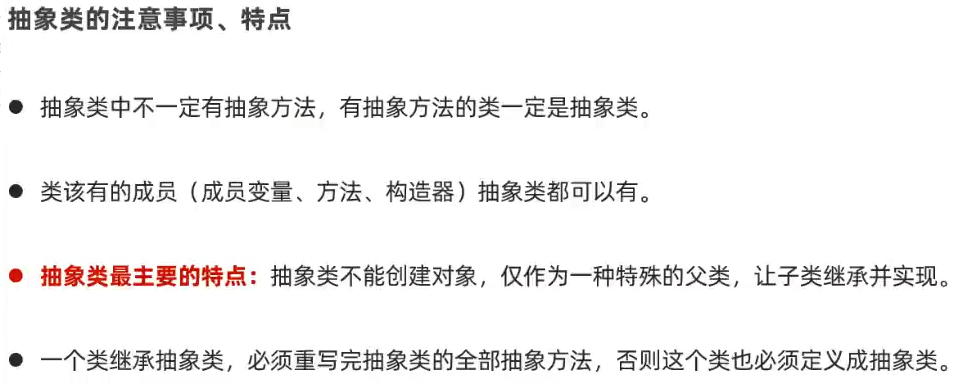 抽象类的注意事项、特点
● 抽象类中不一定有抽象方法，有抽象方法的类一定是抽象类。
● 类该有的成员（成员变量、方法、构造器）抽象类都可以有。
● 抽象类最主要的特点：抽象类不能创建对象，仅作为一种特殊的父类，让子类继承并实现。
● 一个类继承抽象类，必须重写完抽象类的全部抽象方法，否则这个类也必须定义成抽象类。